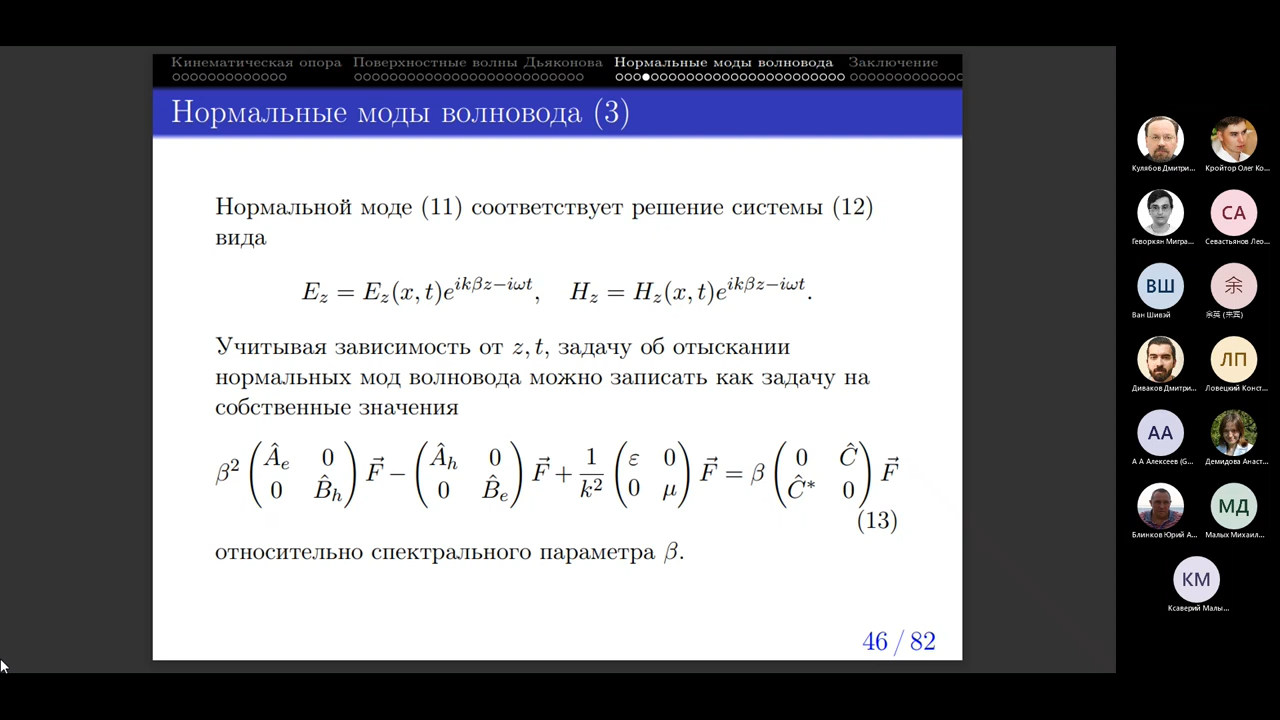 Кинематическая опора Поверхностные волны Дьяконова Нормальные моды волновода Заключение
Нормальные моды волновода (3)
Нормальной моде (11) соответствует решение системы (12)
вида
E_z = E_z(x, t)e^{ikβz−iωt}, H_z = H_z(x, t)e^{ikβz−iωt}.
Учитывая зависимость от z, t, задачу об отыскании
нормальных мод волновода можно записать как задачу на
собственные значения
β² (Â_e 0; 0 B̂_h) F⃗ − (Â_h 0; 0 B̂_e) F⃗ + 1/k² (ε 0; 0 μ) F⃗ = β (0 Ĉ; Ĉ* 0) F⃗
(13)
относительно спектрального параметра β.
46 / 82
Кулябов Дмитри...
Кройтор Олег Ко...
Геворкян Мигра...
СА
Севастьянов Лео...
ВШ
Ван Шивэй
余
Диваков Дмитри...
ЛП
Ловецкий Конст...
АА
А А Алексеев (G...
Демидова Анаст...
Блинков Юрий А...
МД
Малых Михаил...
КМ
Ксаверий Малы...